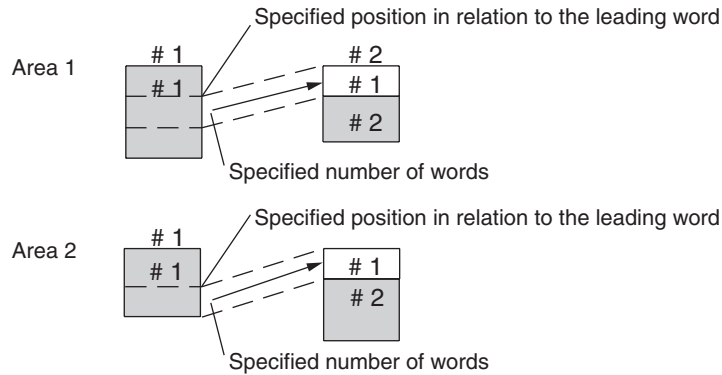 Specified position in relation to the leading word
Area 1
# 1
# 2
# 1
# 1
# 2
Specified number of words
Specified position in relation to the leading word
Area 2
# 1
# 1
# 1
# 2
Specified number of words